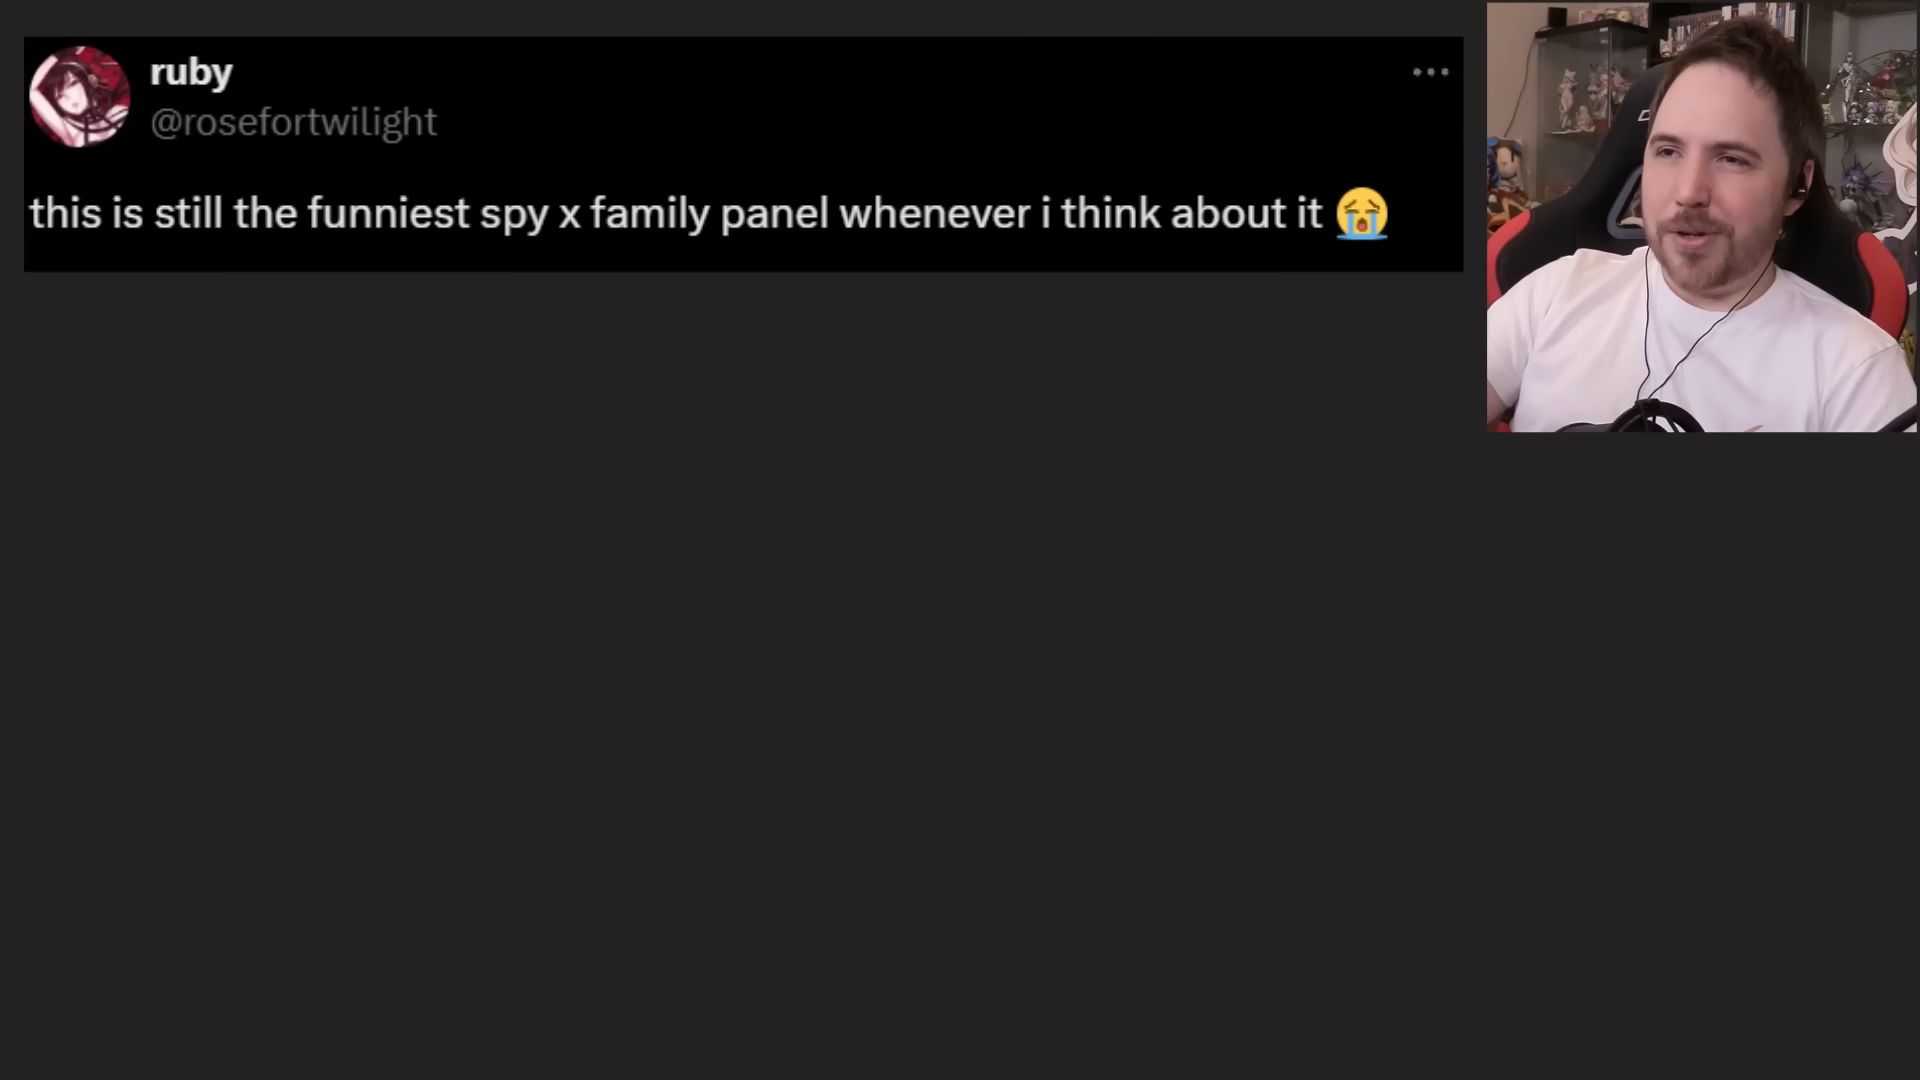 ruby
@rosefortwilight
this is still the funniest spy x family panel whenever i think about it 😭